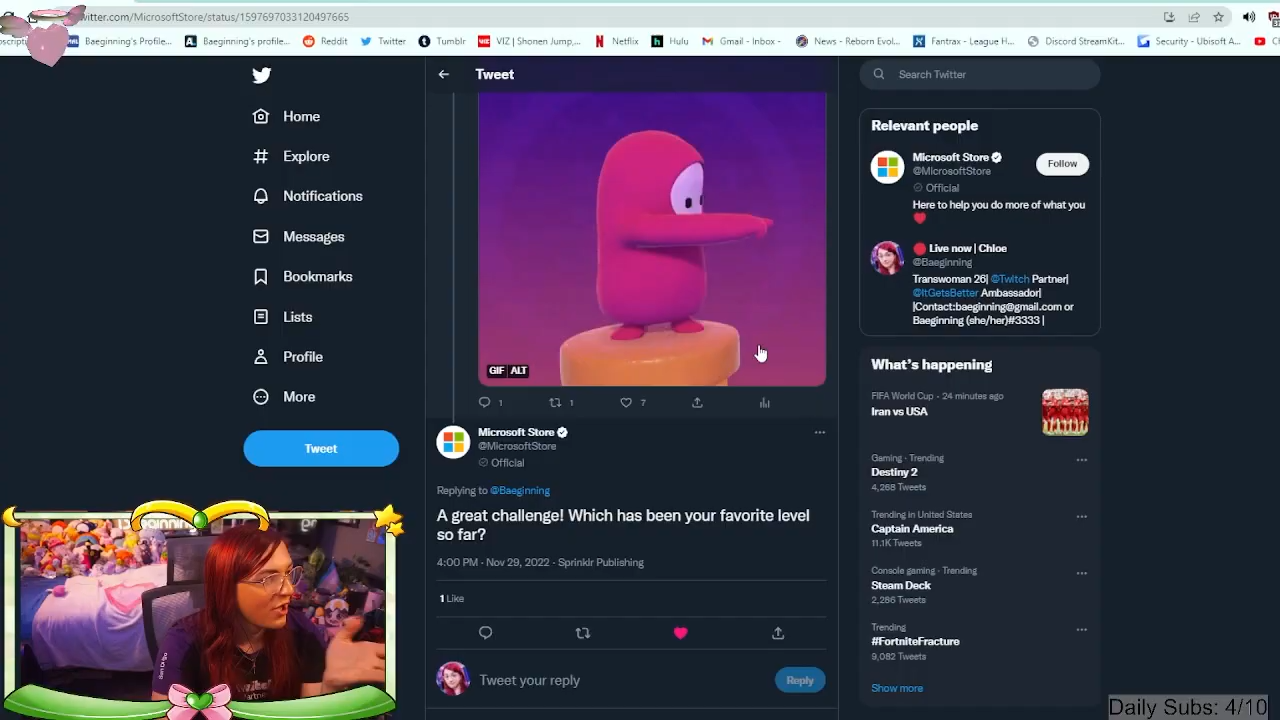 twitter.com/MicrosoftStore/status/1597697033120497665
Baeginning's Profile...
Baeginning's profile...
Reddit
Twitter
Tumblr
VIZ | Shonen Jump,...
Netflix
Hulu
Gmail - Inbox -
News - Reborn Evol...
Fantrax - League H...
Discord StreamKit...
Security - Ubisoft A...
Home
Explore
Notifications
Messages
Bookmarks
Lists
Profile
More
Tweet
Tweet
GIF ALT
1 1 7
Microsoft Store
@MicrosoftStore
Official
Replying to @Baeginning
A great challenge! Which has been your favorite level
so far?
4:00 PM · Nov 29, 2022 · Sprinklr Publishing
1 Like
Tweet your reply
Reply
Search Twitter
Relevant people
Microsoft Store
@MicrosoftStore
Follow
Official
Here to help you do more of what you
Live now | Chloe
@Baeginning
Transwoman 26| @Twitch Partner|
@ItGetsBetter Ambassador|
|Contact:baeginning@gmail.com or
Baeginning (she/her)#3333 |
What's happening
FIFA World Cup · 24 minutes ago
Iran vs USA
Gaming · Trending
Destiny 2
4,268 Tweets
Trending in United States
Captain America
11.1K Tweets
Console gaming · Trending
Steam Deck
2,286 Tweets
Trending
#FortniteFracture
9,082 Tweets
Show more
Daily Subs: 4/10